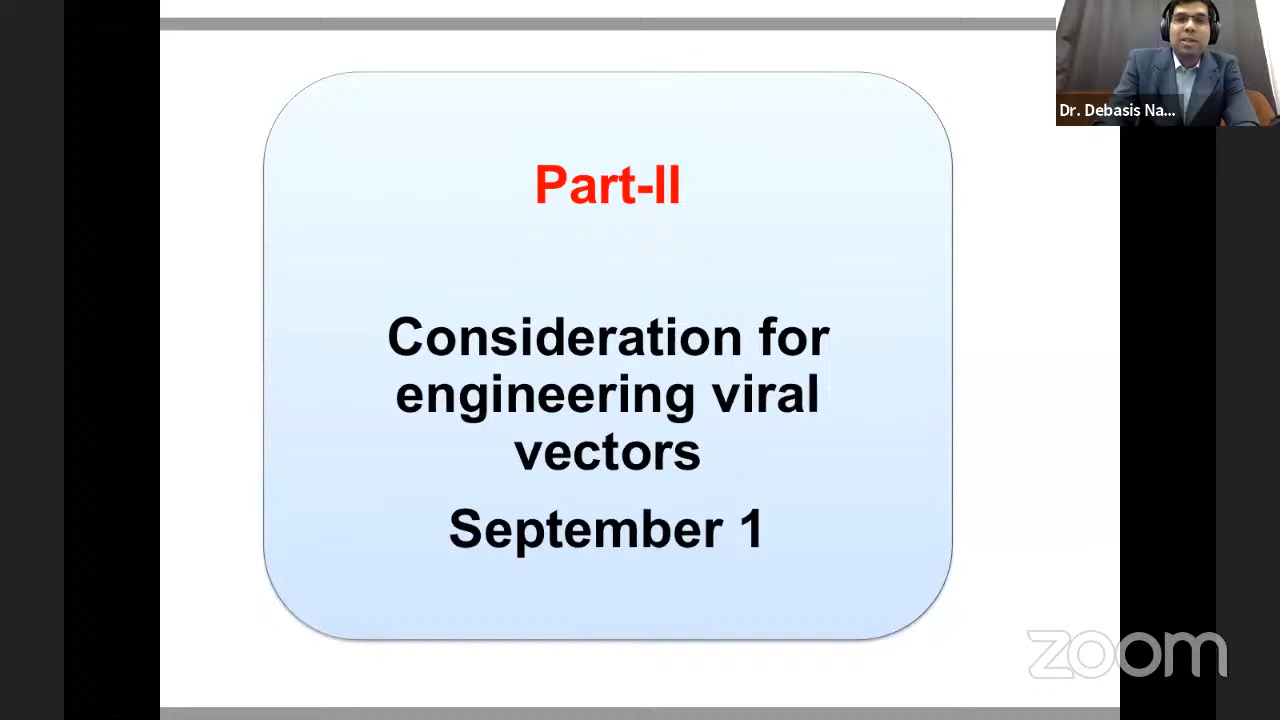 Part-II
Consideration for
engineering viral
vectors
September 1
Dr. Debasis Na...
zoom